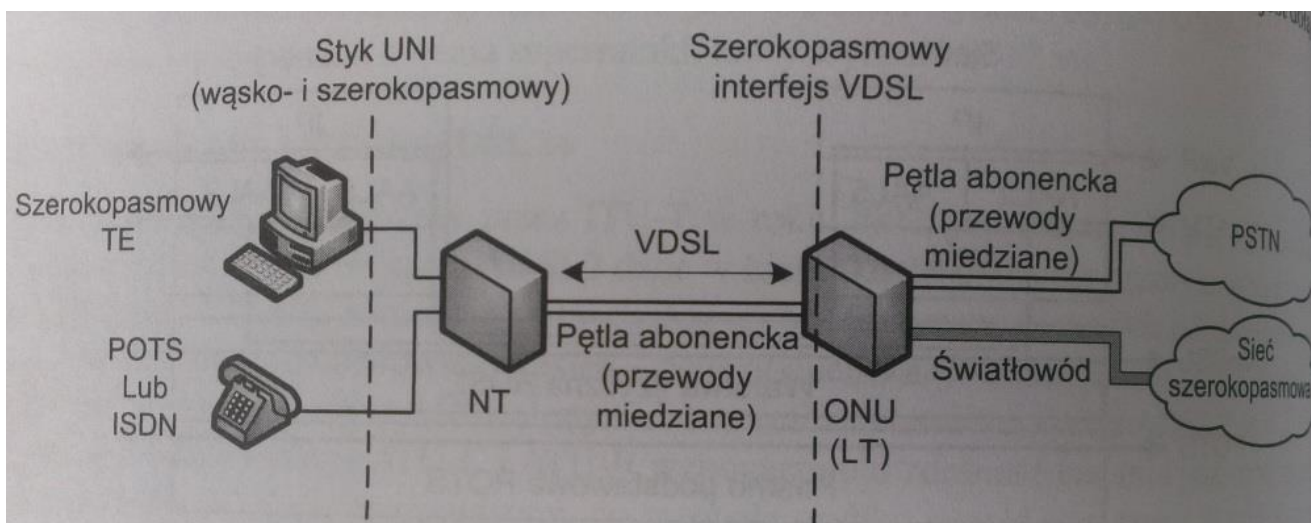 Styk UNI
(wąsko- i szerokopasmowy)
Szerokopasmowy
interfejs VDSL
Szerokopasmowy
TE
POTS
Lub
ISDN
NT
VDSL
Pętla abonencka
(przewody
miedziane)
ONU
(LT)
Pętla abonencka
(przewody
miedziane)
Światłowód
PSTN
Sieć
szerokopasmowa